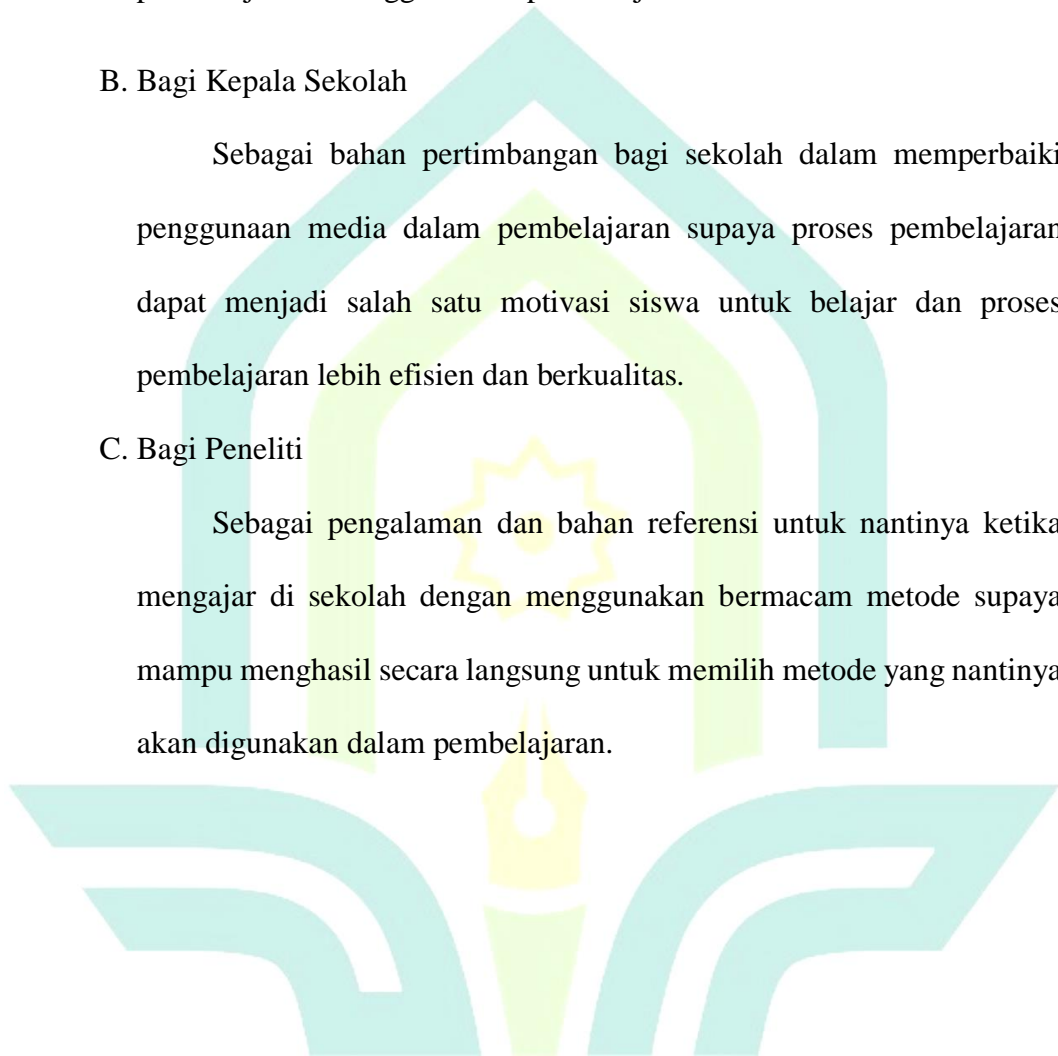 B. Bagi Kepala Sekolah
Sebagai bahan pertimbangan bagi sekolah dalam memperbaiki
penggunaan media dalam pembelajaran supaya proses pembelajaran
dapat menjadi salah satu motivasi siswa untuk belajar dan proses
pembelajaran lebih efisien dan berkualitas.
C. Bagi Peneliti
Sebagai pengalaman dan bahan referensi untuk nantinya ketika
mengajar di sekolah dengan menggunakan bermacam metode supaya
mampu menghasil secara langsung untuk memilih metode yang nantinya
akan digunakan dalam pembelajaran.